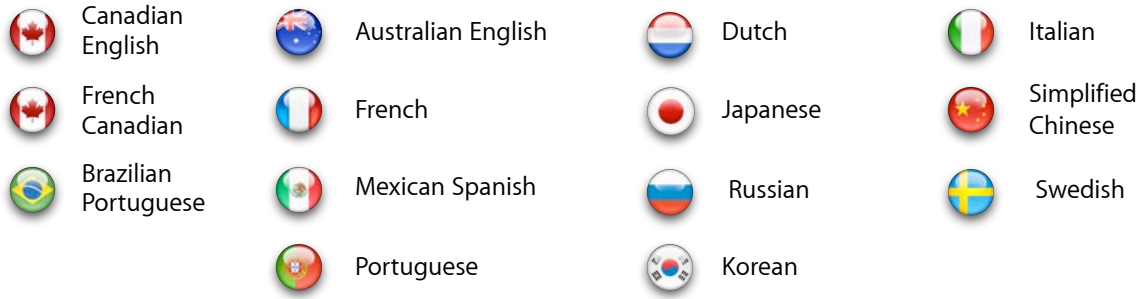 Canadian
English
Australian English
Dutch
Italian
French
Canadian
French
Japanese
Simplified
Chinese
Brazilian
Portuguese
Mexican Spanish
Russian
Swedish
Portuguese
Korean